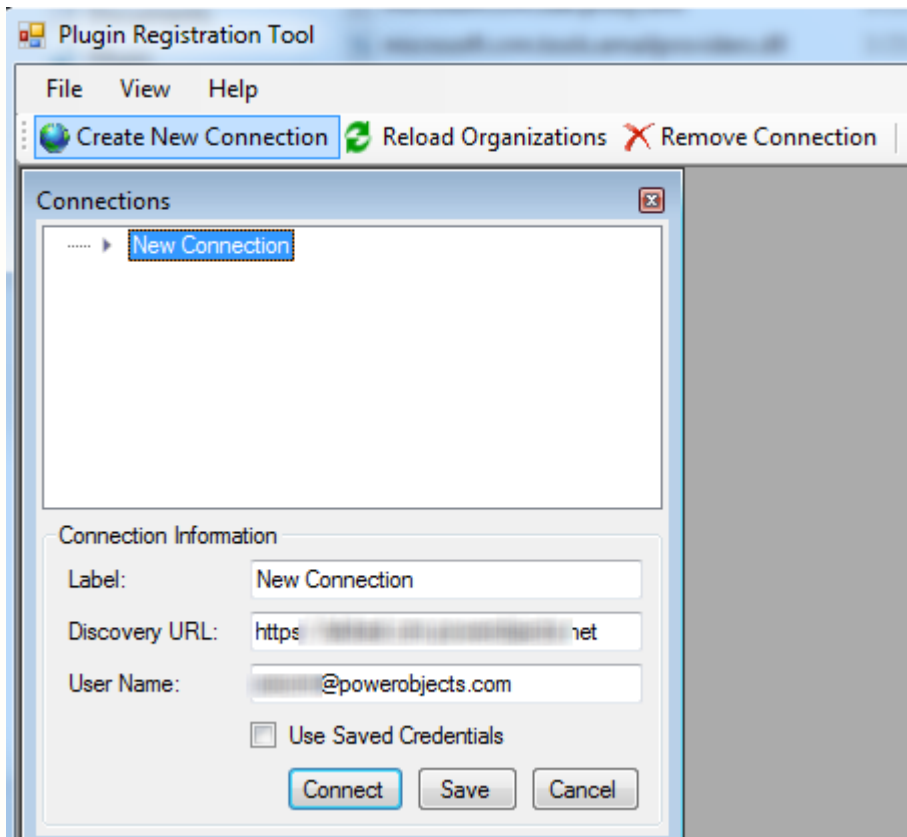 Plugin Registration Tool
File View Help
Create New Connection Reload Organizations Remove Connection
Connections
New Connection
Connection Information
Label: New Connection
Discovery URL: https net
User Name: @powerobjects.com
Use Saved Credentials
Connect Save Cancel